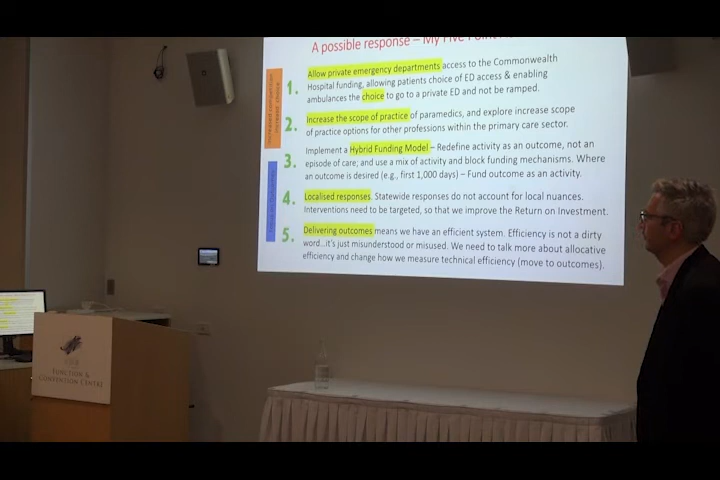 A possible response – My Five Point
1. Allow private emergency departments access to the Commonwealth
Hospital funding, allowing patients choice of ED access & enabling
ambulances the choice to go to a private ED and not be ramped.
2. Increase the scope of practice of paramedics, and explore increase scope
of practice options for other professions within the primary care sector.
3. Implement a Hybrid Funding Model – Redefine activity as an outcome, not an
episode of care; and use a mix of activity and block funding mechanisms. Where
an outcome is desired (e.g., first 1,000 days) – Fund outcome as an activity.
4. Localised responses. Statewide responses do not account for local nuances.
Interventions need to be targeted, so that we improve the Return on Investment.
5. Delivering outcomes means we have an efficient system. Efficiency is not a dirty
word...it's just misunderstood or misused. We need to talk more about allocative
efficiency and change how we measure technical efficiency (move to outcomes).
FUNCTION &
CONVENTION CENTRE